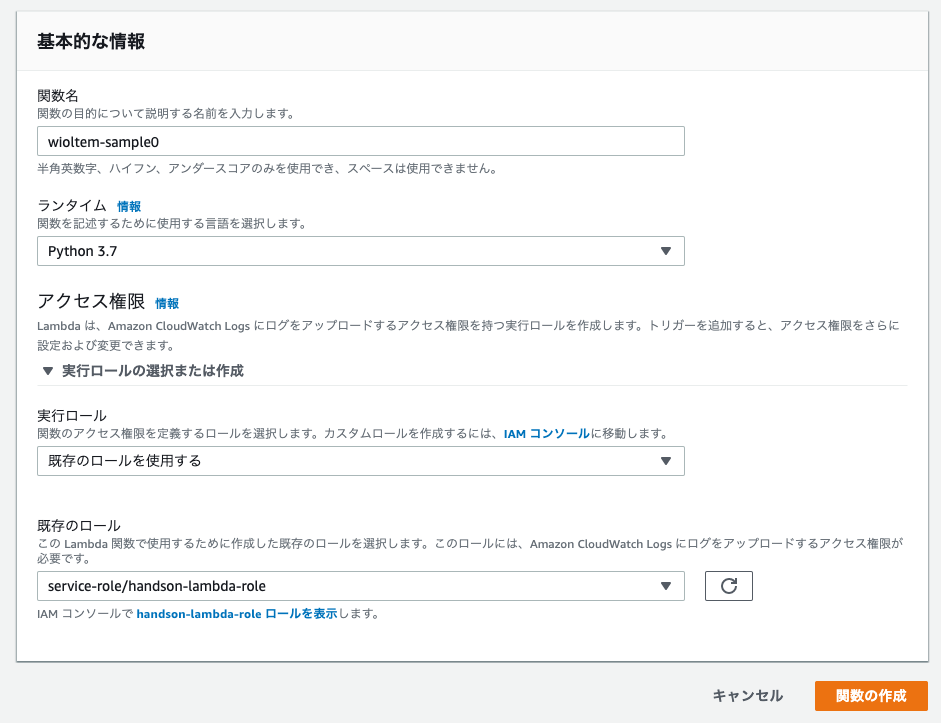 基本的な情報
関数名
関数の目的について説明する名前を入力します。
wioltem-sample0
半角英数字、ハイフン、アンダースコアのみを使用でき、スペースは使用できません。
ランタイム 情報
関数を記述するために使用する言語を選択します。
Python 3.7
アクセス権限 情報
Lambda は、Amazon CloudWatch Logs にログをアップロードするアクセス権限を持つ実行ロールを作成します。トリガーを追加すると、アクセス権限をさらに
設定および変更できます。
▼ 実行ロールの選択または作成
実行ロール
関数のアクセス権限を定義するロールを選択します。カスタムロールを作成するには、IAM コンソールに移動します。
既存のロールを使用する
既存のロール
この Lambda 関数で使用するために作成した既存のロールを選択します。このロールには、Amazon CloudWatch Logs にログをアップロードするアクセス権限が
必要です。
service-role/handson-lambda-role
IAM コンソールで handson-lambda-role ロールを表示します。
キャンセル 関数の作成